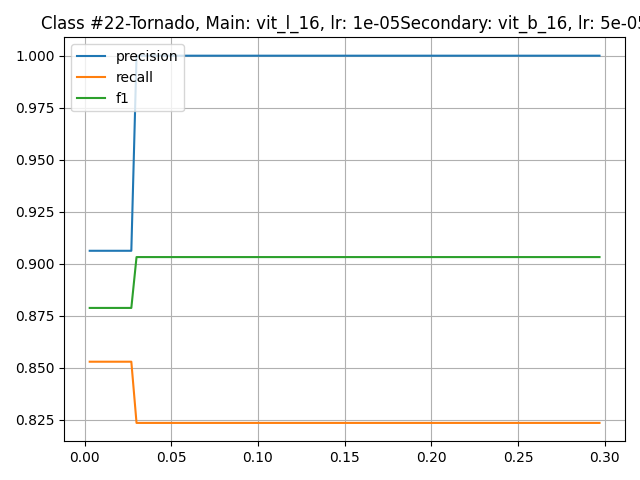 Class #22-Tornado, Main: vit_l_16, lr: 1e-05Secondary: vit_b_16, lr: 5e-05
precision
recall
f1
1.000
0.975
0.950
0.925
0.900
0.875
0.850
0.825
0.00 0.05 0.10 0.15 0.20 0.25 0.30